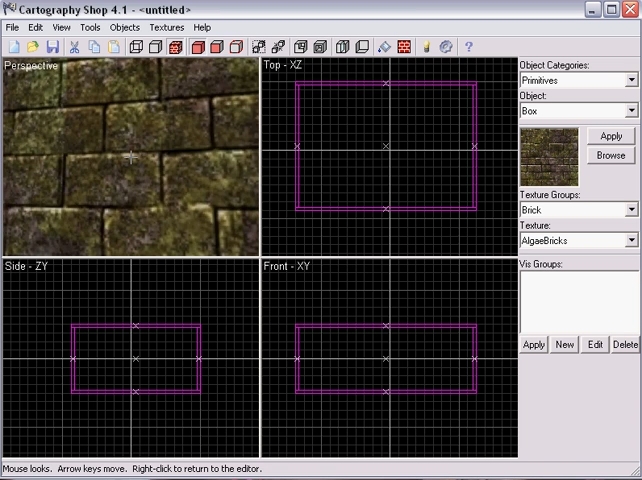 Cartography Shop 4.1 - <untitled>
File Edit View Tools Objects Textures Help
Perspective
Top - XZ
Object Categories:
Primitives
Object:
Box
Apply
Browse
Texture Groups:
Brick
Texture:
AlgaeBricks
Side - ZY
Front - XY
Vis Groups:
Apply New Edit Delete
Mouse looks. Arrow keys move. Right-click to return to the editor.